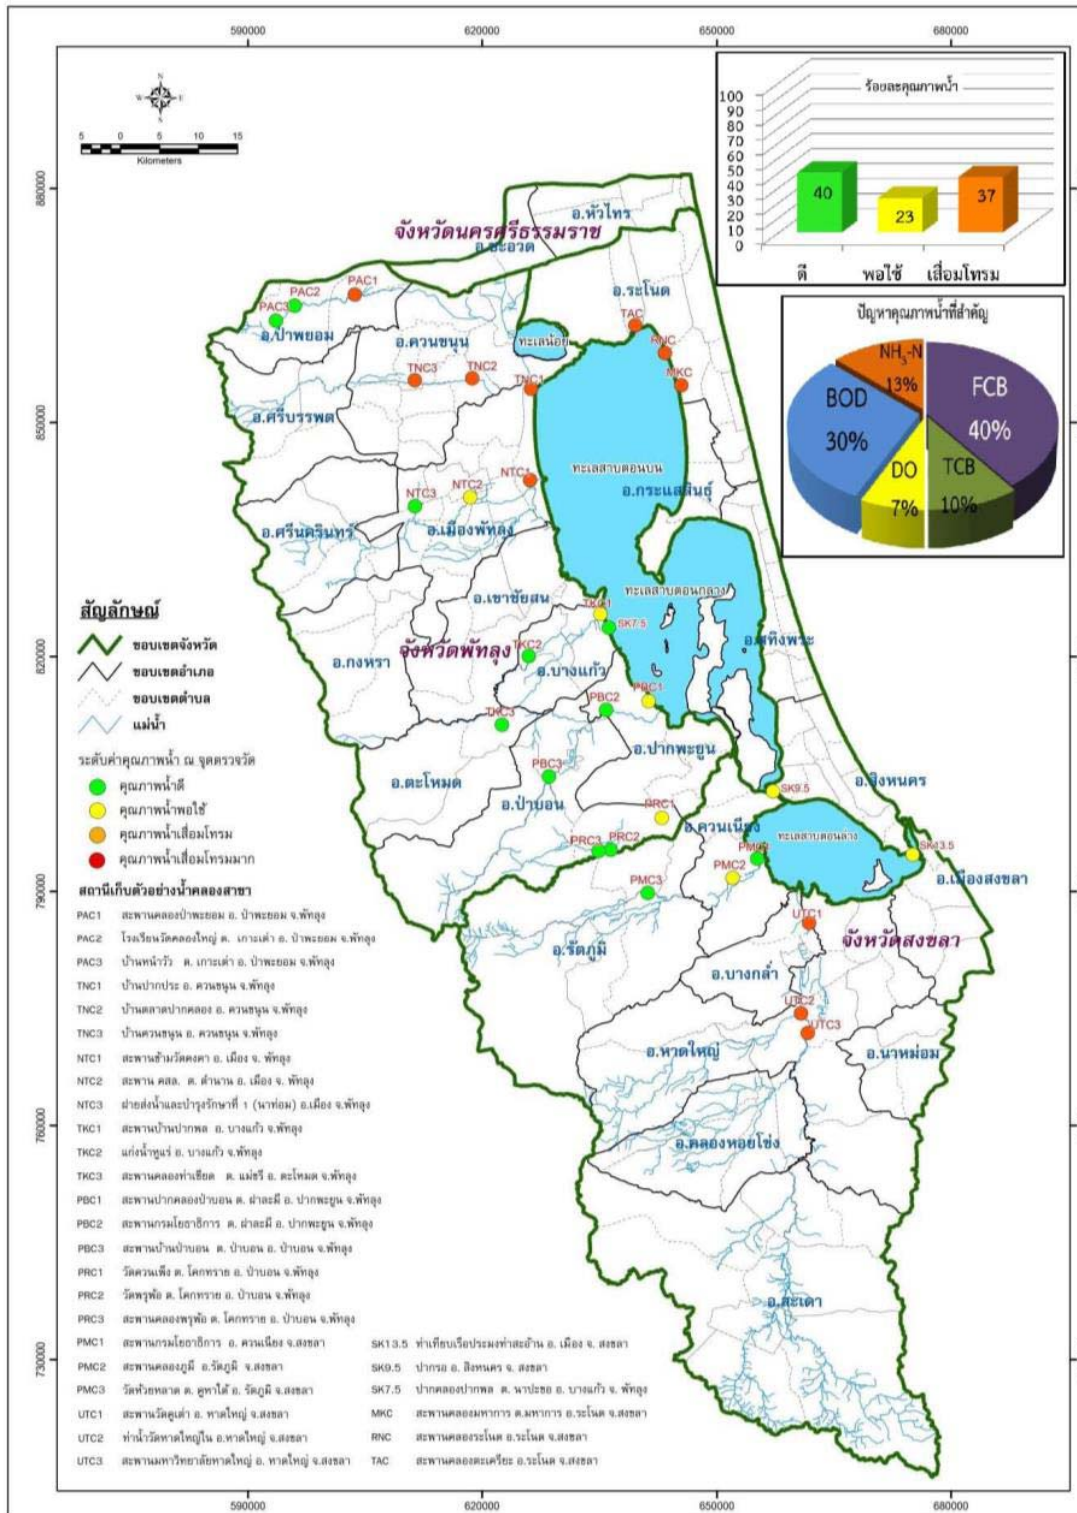 590000 620000 650000 680000
N
W E
S
5 0 5 10 15
Kilometers
ร้อยละคุณภาพน้ำ
100
90
80
70
60
50
40
30
20
10
0
40
23
37
ดี พอใช้ เสื่อมโทรม
ปัญหาคุณภาพน้ำที่สำคัญ
NH3-N
13%
FCB
40%
BOD
30%
DO
7%
TCB
10%
880000
850000
820000
790000
760000
730000
อ.หัวไทร
จังหวัดนครศรีธรรมราช
อ.ชะอวด
อ.ระโนด
PAC1
PAC2
PAC3
อ.ป่าพยอม
อ.ควนขนุน
ทะเลน้อย
TAC
RNC
MKC
TNC3
TNC2
TNC1
อ.ศรีบรรพต
ทะเลสาบตอนบน
อ.กระแสสินธุ์
NTC1
NTC2
NTC3
อ.ศรีนครินทร์
อ.เมืองพัทลุง
อ.เขาชัยสน
ทะเลสาบตอนกลาง
TKC1
SK7.5
อ.สทิงพระ
อ.กงหรา
จังหวัดพัทลุง
TKC2
อ.บางแก้ว
PBC1
PBC2
TKC3
อ.ปากพะยูน
อ.ตะโหมด
PBC3
อ.ป่าบอน
อ.สิงหนคร
SK9.5
PRC1
อ.ควนเนียง
ทะเลสาบตอนล่าง
PRC3
PRC2
PMC1
SK13.5
PMC2
อ.เมืองสงขลา
PMC3
UTC1
อ.รัตภูมิ
จังหวัดสงขลา
อ.บางกล่ำ
UTC2
UTC3
อ.หาดใหญ่
อ.นาหม่อม
อ.คลองหอยโข่ง
อ.สะเดา
สัญลักษณ์
ขอบเขตจังหวัด
ขอบเขตอำเภอ
ขอบเขตตำบล
แม่น้ำ
ระดับค่าคุณภาพน้ำ ณ จุดตรวจวัด
คุณภาพน้ำดี
คุณภาพน้ำพอใช้
คุณภาพน้ำเสื่อมโทรม
คุณภาพน้ำเสื่อมโทรมมาก
สถานีเก็บตัวอย่างน้ำคลองสาขา
PAC1 สะพานคลองป่าพะยอม อ. ป่าพะยอม จ.พัทลุง
PAC2 โรงเรียนวัดคลองใหญ่ ต. เกาะเต่า อ. ป่าพะยอม จ.พัทลุง
PAC3 บ้านหน้าวัว ต. เกาะเต่า อ. ป่าพะยอม จ.พัทลุง
TNC1 บ้านปากประ อ. ควนขนุน จ.พัทลุง
TNC2 บ้านตลาดปากคลอง อ. ควนขนุน จ.พัทลุง
TNC3 บ้านควนขนุน อ. ควนขนุน จ.พัทลุง
NTC1 สะพานข้ามวัดคงคา อ. เมือง จ. พัทลุง
NTC2 สะพาน คสล. ต. ตำนาน อ. เมือง จ. พัทลุง
NTC3 ฝายส่งน้ำและบำรุงรักษาที่ 1 (นาท่อม) อ.เมือง จ.พัทลุง
TKC1 สะพานบ้านปากพล อ. บางแก้ว จ.พัทลุง
TKC2 แก่งน้ำหูแร่ อ. บางแก้ว จ.พัทลุง
TKC3 สะพานคลองท่าเชียด ต. แม่ขรี อ. ตะโหมด จ.พัทลุง
PBC1 สะพานปากคลองป่าบอน ต. ฝาละมี อ. ปากพะยูน จ.พัทลุง
PBC2 สะพานกรมโยธาธิการ ต. ฝาละมี อ. ปากพะยูน จ.พัทลุง
PBC3 สะพานบ้านป่าบอน ต. ป่าบอน อ. ป่าบอน จ.พัทลุง
PRC1 วัดควนเพ็ง ต. โคกทราย อ. ป่าบอน จ.พัทลุง
PRC2 วัดพรุพ้อ ต. โคกทราย อ. ป่าบอน จ.พัทลุง
PRC3 สะพานคลองพรุพ้อ ต. โคกทราย อ. ป่าบอน จ.พัทลุง
PMC1 สะพานกรมโยธาธิการ อ. ควนเนียง จ.สงขลา
PMC2 สะพานคลองภูมี อ.รัตภูมิ จ.สงขลา
PMC3 วัดห้วยหลาด ต. คูหาใต้ อ. รัตภูมิ จ.สงขลา
UTC1 สะพานวัดคูเต่า อ. หาดใหญ่ จ.สงขลา
UTC2 ท่าน้ำวัดหาดใหญ่ใน อ.หาดใหญ่ จ.สงขลา
UTC3 สะพานมหาวิทยาลัยหาดใหญ่ อ. หาดใหญ่ จ.สงขลา
SK13.5 ท่าเทียบเรือประมงท่าสะอ้าน อ. เมือง จ. สงขลา
SK9.5 ปากรอ อ. สิงหนคร จ. สงขลา
SK7.5 ปากคลองปากพล ต. นาปะขอ อ. บางแก้ว จ. พัทลุง
MKC สะพานคลองมหาการ ต.มหาการ อ.ระโนด จ.สงขลา
RNC สะพานคลองระโนด อ.ระโนด จ.สงขลา
TAC สะพานคลองตะเครียะ อ.ระโนด จ.สงขลา
590000 620000 650000 680000